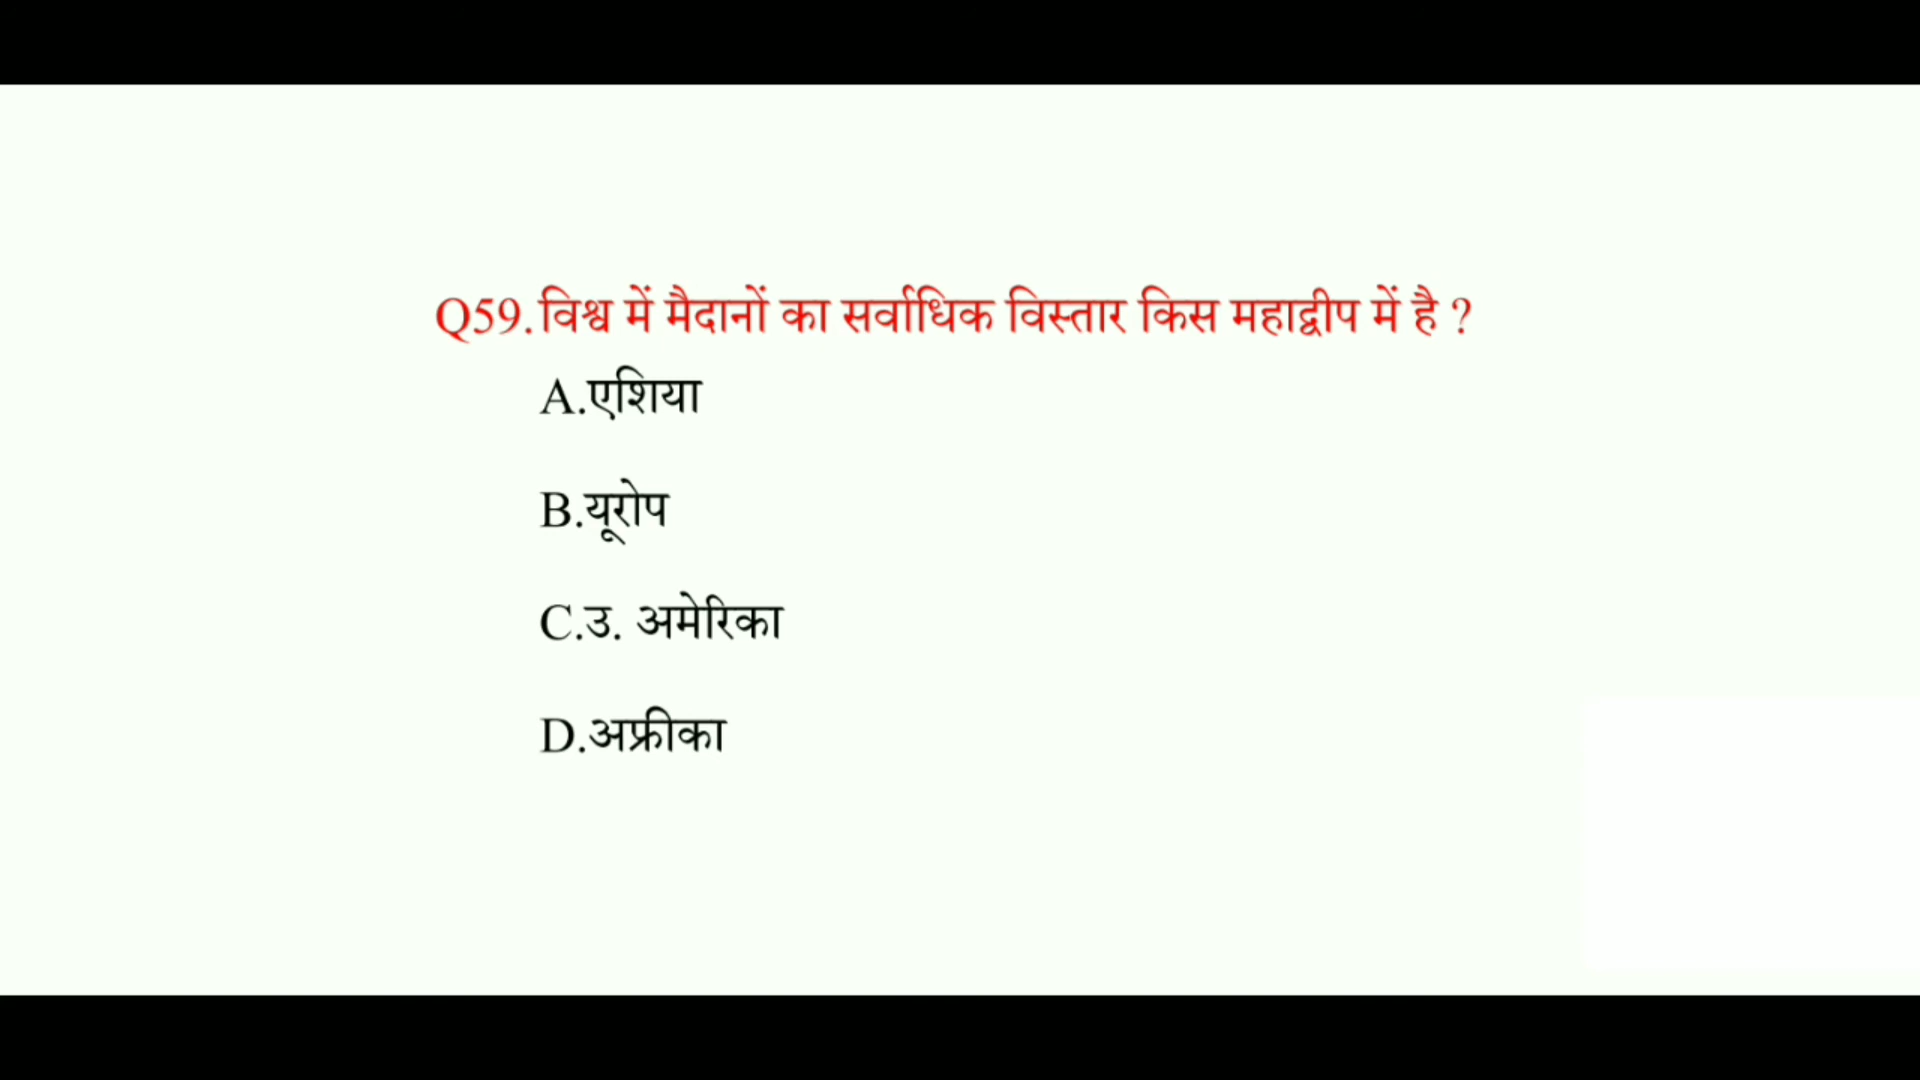 Q59.विश्व में मैदानों का सर्वाधिक विस्तार किस महाद्वीप में है ?
A.एशिया
B.यूरोप
C.उ. अमेरिका
D.अफ्रीका